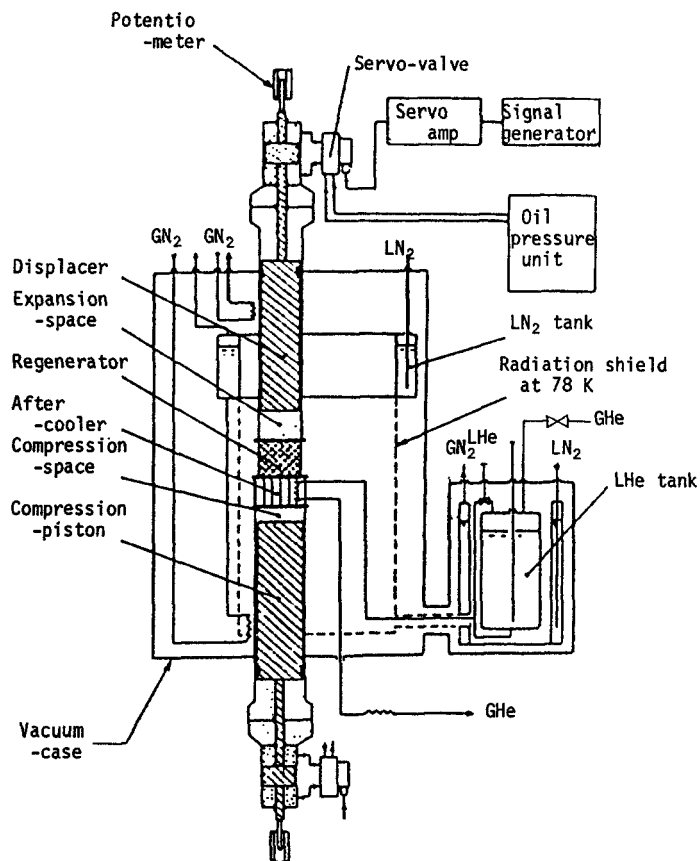 Potentio
-meter
Servo-valve
Servo
amp
Signal
generator
Oil
pressure
unit
GN2
GN2
LN2
Displacer
Expansion
-space
Regenerator
After
-cooler
Compression
-space
Compression
-piston
LN2 tank
Radiation shield
at 78 K
GHe
GN2
LHe
LN2
LHe tank
GHe
Vacuum
-case